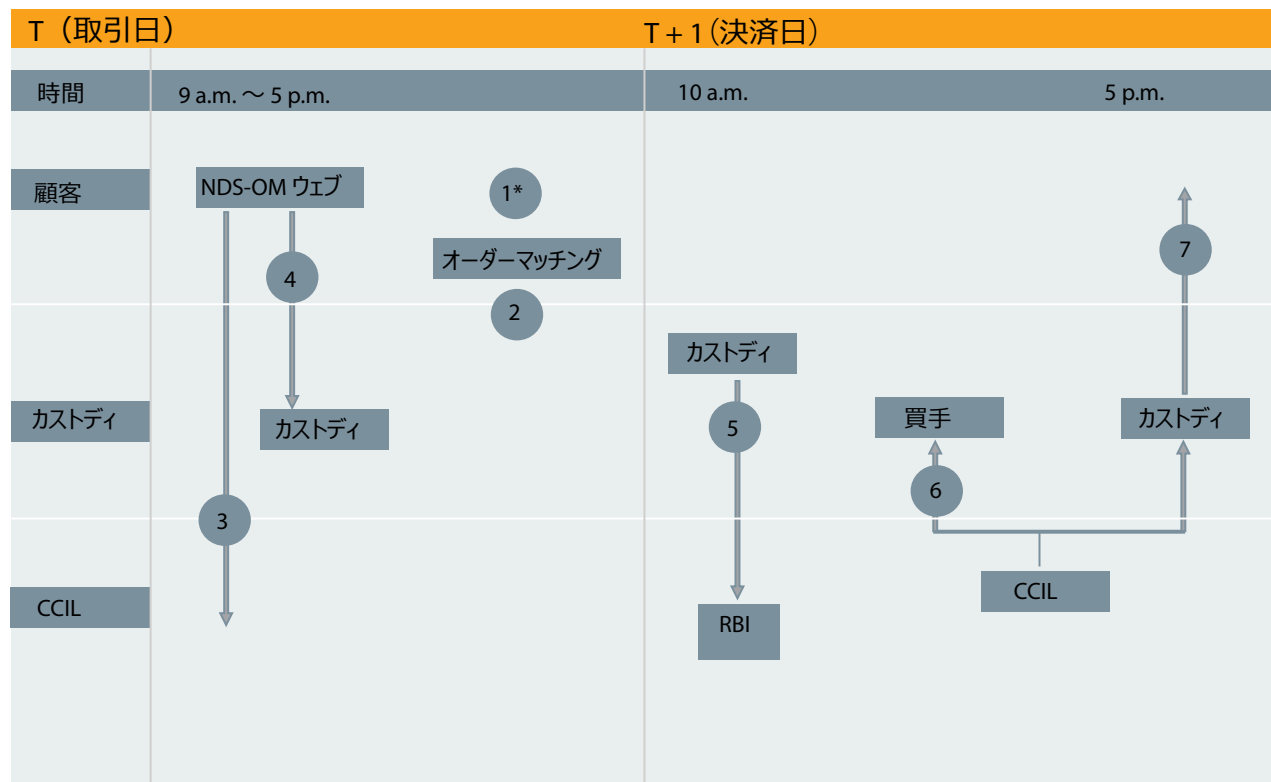 T（取引日）
T + 1（決済日）
時間
9 a.m. ～ 5 p.m.
10 a.m.
5 p.m.
顧客
NDS-OM ウェブ
1*
オーダーマッチング
4
2
7
カストディ
カストディ
カストディ
5
買手
カストディ
3
6
CCIL
RBI
CCIL